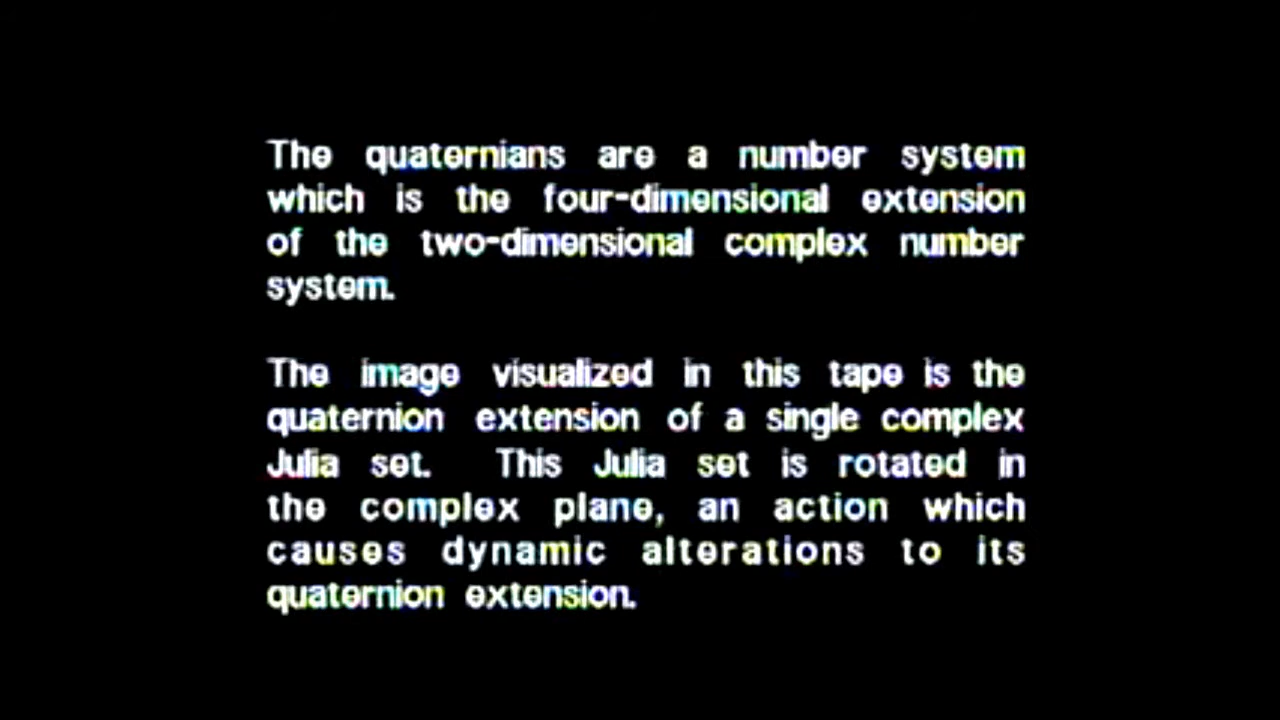 The quaternians are a number system
which is the four-dimensional extension
of the two-dimensional complex number
system.
The image visualized in this tape is the
quaternion extension of a single complex
Julia set. This Julia set is rotated in
the complex plane, an action which
causes dynamic alterations to its
quaternion extension.